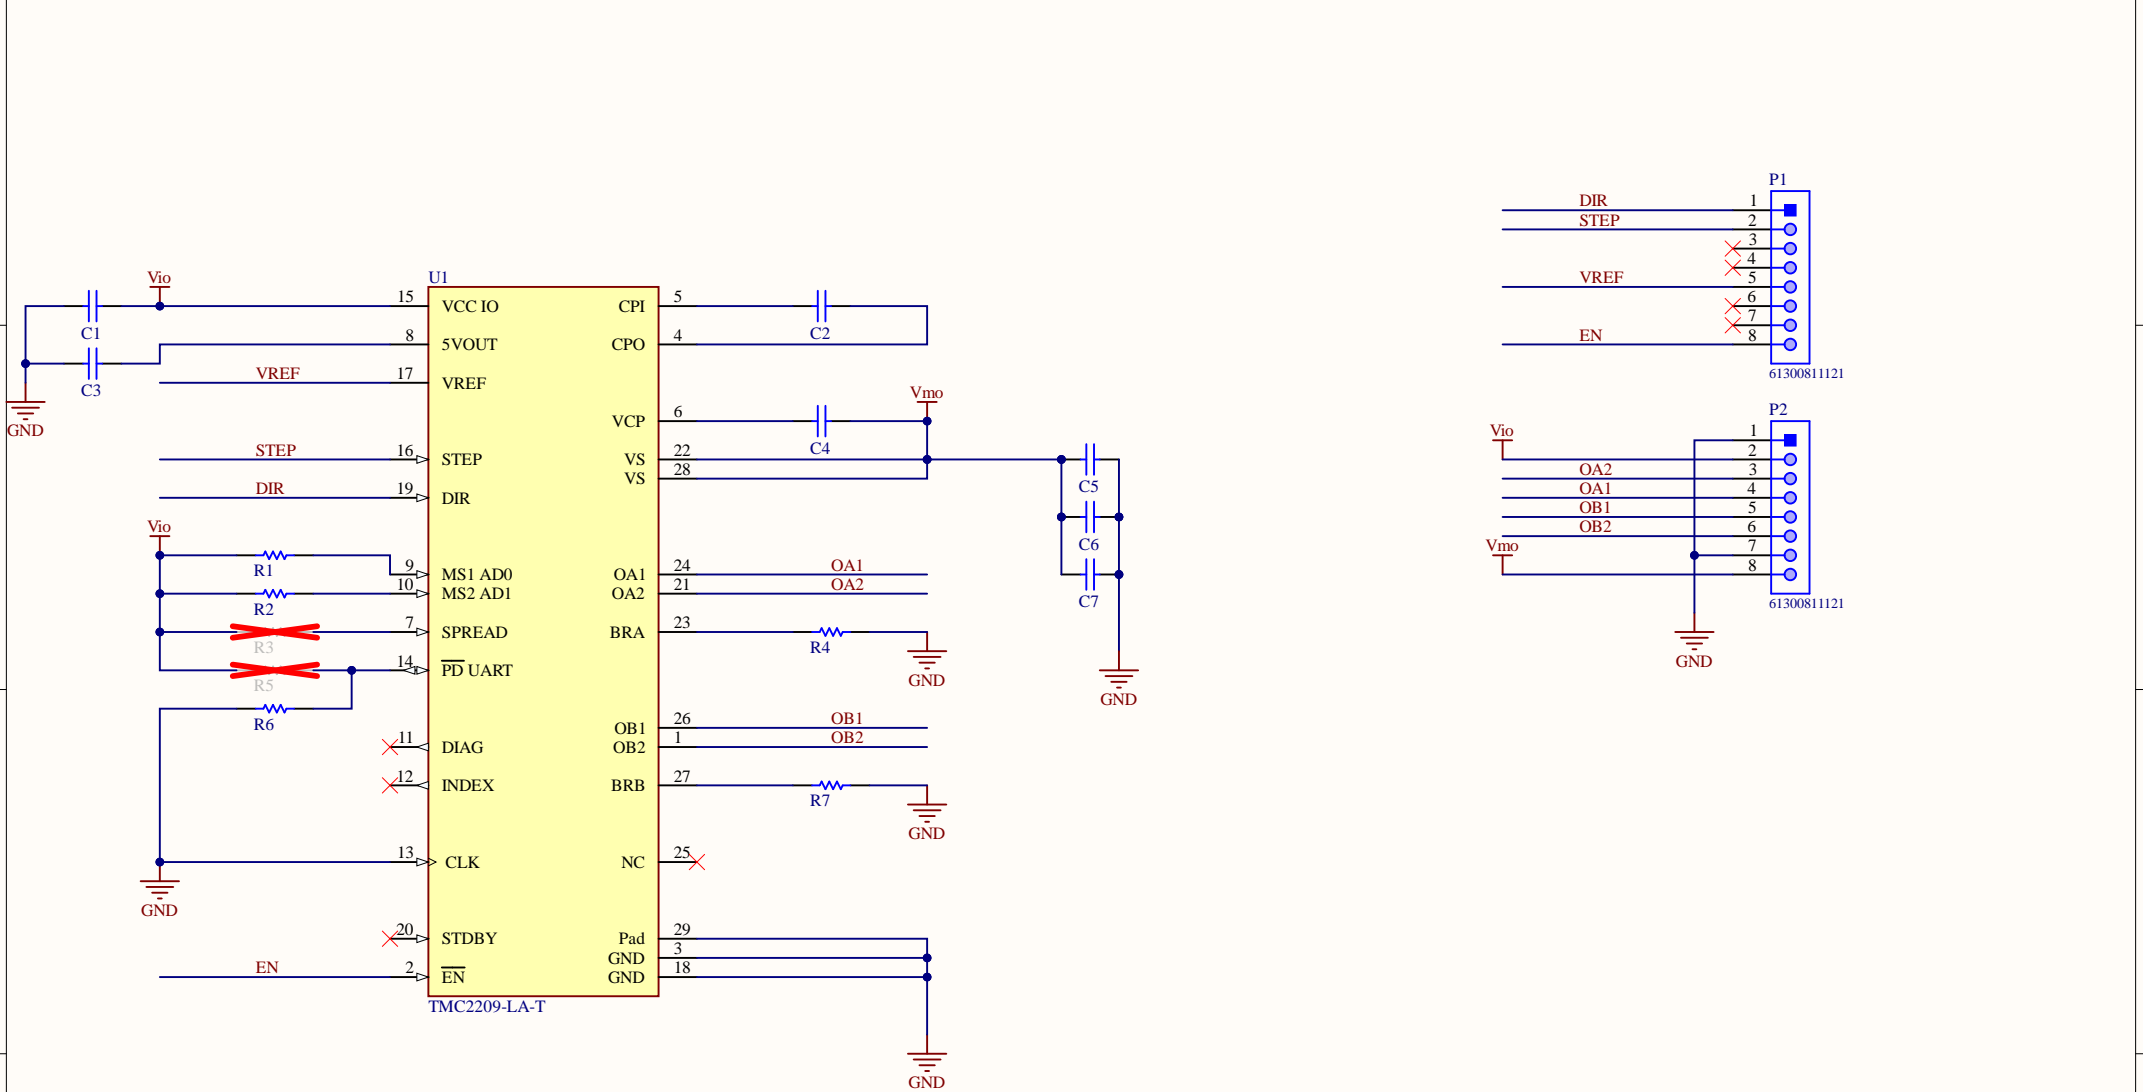 U1
Vio
15 VCC IO
C1
8 5VOUT
C3
VREF 17 VREF
GND
STEP 16 STEP
DIR 19 DIR
Vio
R1
9 MS1 AD0
10 MS2 AD1
R2
7 SPREAD
R3
14 PD UART
R5
R6
11 DIAG
12 INDEX
13 CLK
GND
20 STDBY
EN 2 EN
TMC2209-LA-T
CPI 5
C2
CPO 4
Vmo
VCP 6
C4
VS 22
VS 28
C5
C6
C7
GND
OA1 24 OA1
OA2 21 OA2
BRA 23
R4
GND
OB1 26 OB1
OB2 1 OB2
BRB 27
R7
GND
NC 25
Pad 29
GND 3
GND 18
GND
P1
DIR 1
STEP 2
3
4
VREF 5
6
7
EN 8
61300811121
P2
1
Vio
2
OA2 3
OA1 4
OB1 5
OB2 6
Vmo
7
8
61300811121
GND